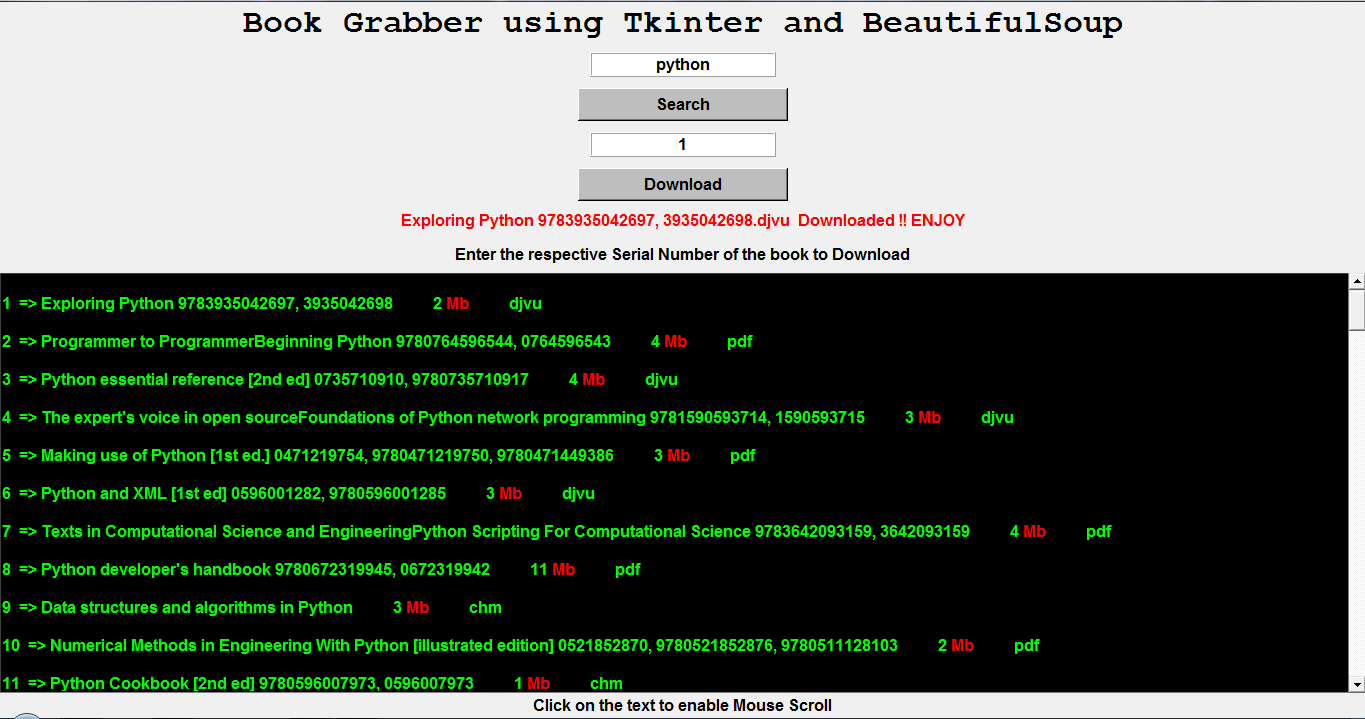 Book Grabber using Tkinter and BeautifulSoup
python
Search
1
Download
Exploring Python 9783935042697, 3935042698.djvu  Downloaded !! ENJOY
Enter the respective Serial Number of the book to Download
1 => Exploring Python 9783935042697, 3935042698 2 Mb djvu
2 => Programmer to ProgrammerBeginning Python 9780764596544, 0764596543 4 Mb pdf
3 => Python essential reference [2nd ed] 0735710910, 9780735710917 4 Mb djvu
4 => The expert's voice in open sourceFoundations of Python network programming 9781590593714, 1590593715 3 Mb djvu
5 => Making use of Python [1st ed.] 0471219754, 9780471219750, 9780471449386 3 Mb pdf
6 => Python and XML [1st ed] 0596001282, 9780596001285 3 Mb djvu
7 => Texts in Computational Science and EngineeringPython Scripting For Computational Science 9783642093159, 3642093159 4 Mb pdf
8 => Python developer's handbook 9780672319945, 0672319942 11 Mb pdf
9 => Data structures and algorithms in Python 3 Mb chm
10 => Numerical Methods in Engineering With Python [illustrated edition] 0521852870, 9780521852876, 9780511128103 2 Mb pdf
11 => Python Cookbook [2nd ed] 9780596007973, 0596007973 1 Mb chm
Click on the text to enable Mouse Scroll